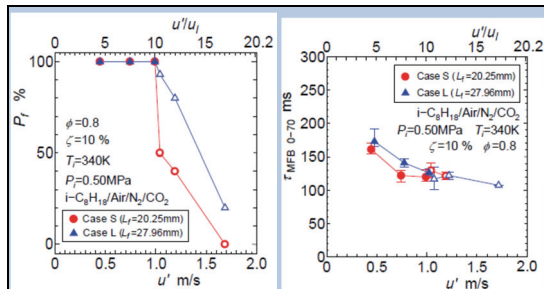 u'/u_l
0 5 10 15 20.2
100
50
0
P_f %
ϕ=0.8
ζ=10 %
T_i=340K
P_i=0.50MPa
i−C₈H₁₈/Air/N₂/CO₂
Case S (L_f=20.25mm)
Case L (L_f=27.96mm)
0 0.5 1.0 1.5 2.0
u' m/s
u'/u_l
0 5 10 15 20.2
300
250
200
150
100
50
0
τ_MFB 0−70 ms
Case S (L_f=20.25mm)
Case L (L_f=27.96mm)
i−C₈H₁₈/Air/N2/CO₂
P_i=0.50MPa T_i=340K
ζ=10 % ϕ=0.8
0 0.5 1.0 1.5 2.0
u' m/s